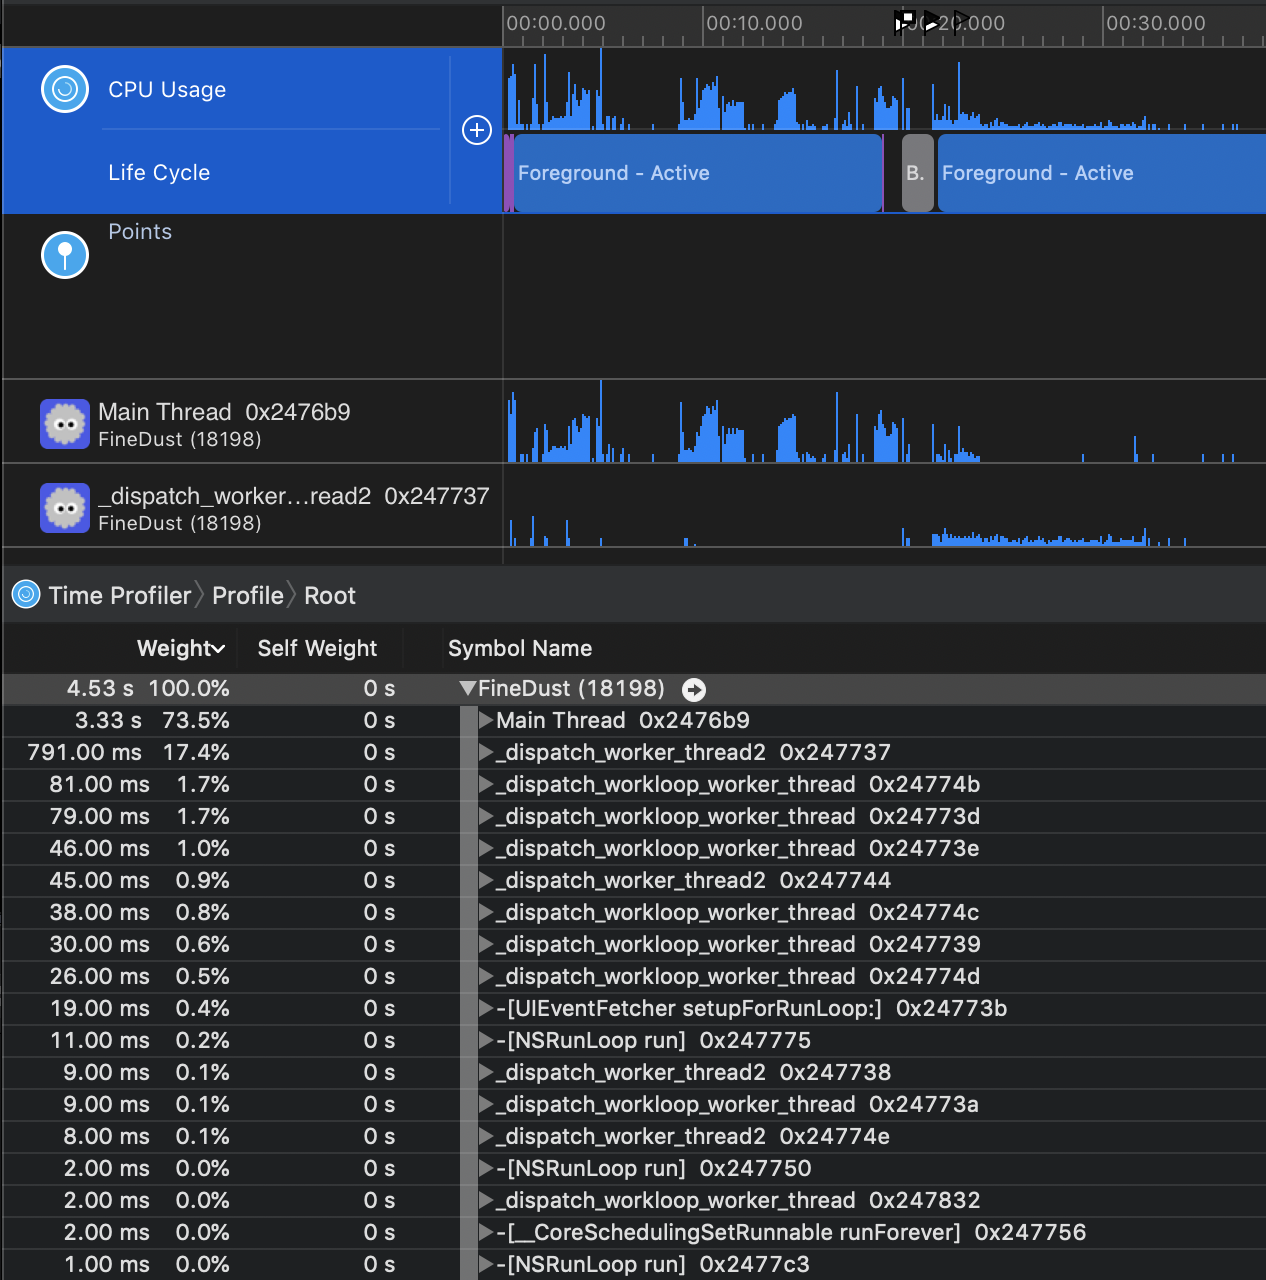 00:00.000 00:10.000 00:20.000 00:30.000
CPU Usage
Life Cycle
Foreground - Active B. Foreground - Active
Points
Main Thread 0x2476b9
FineDust (18198)
_dispatch_worker…read2 0x247737
FineDust (18198)
Time Profiler Profile Root
Weight Self Weight Symbol Name
4.53 s 100.0% 0 s FineDust (18198)
3.33 s 73.5% 0 s Main Thread 0x2476b9
791.00 ms 17.4% 0 s _dispatch_worker_thread2 0x247737
81.00 ms 1.7% 0 s _dispatch_workloop_worker_thread 0x24774b
79.00 ms 1.7% 0 s _dispatch_workloop_worker_thread 0x24773d
46.00 ms 1.0% 0 s _dispatch_workloop_worker_thread 0x24773e
45.00 ms 0.9% 0 s _dispatch_worker_thread2 0x247744
38.00 ms 0.8% 0 s _dispatch_workloop_worker_thread 0x24774c
30.00 ms 0.6% 0 s _dispatch_workloop_worker_thread 0x247739
26.00 ms 0.5% 0 s _dispatch_workloop_worker_thread 0x24774d
19.00 ms 0.4% 0 s -[UIEventFetcher setupForRunLoop:] 0x24773b
11.00 ms 0.2% 0 s -[NSRunLoop run] 0x247775
9.00 ms 0.1% 0 s _dispatch_worker_thread2 0x247738
9.00 ms 0.1% 0 s _dispatch_workloop_worker_thread 0x24773a
8.00 ms 0.1% 0 s _dispatch_worker_thread2 0x24774e
2.00 ms 0.0% 0 s -[NSRunLoop run] 0x247750
2.00 ms 0.0% 0 s _dispatch_workloop_worker_thread 0x247832
2.00 ms 0.0% 0 s -[__CoreSchedulingSetRunnable runForever] 0x247756
1.00 ms 0.0% 0 s -[NSRunLoop run] 0x2477c3